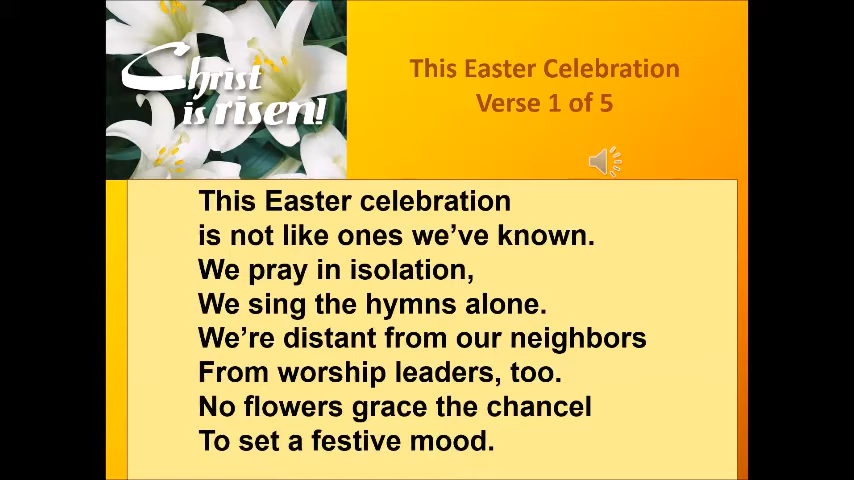 Christ
is risen!
This Easter Celebration
Verse 1 of 5
This Easter celebration
is not like ones we’ve known.
We pray in isolation,
We sing the hymns alone.
We’re distant from our neighbors
From worship leaders, too.
No flowers grace the chancel
To set a festive mood.